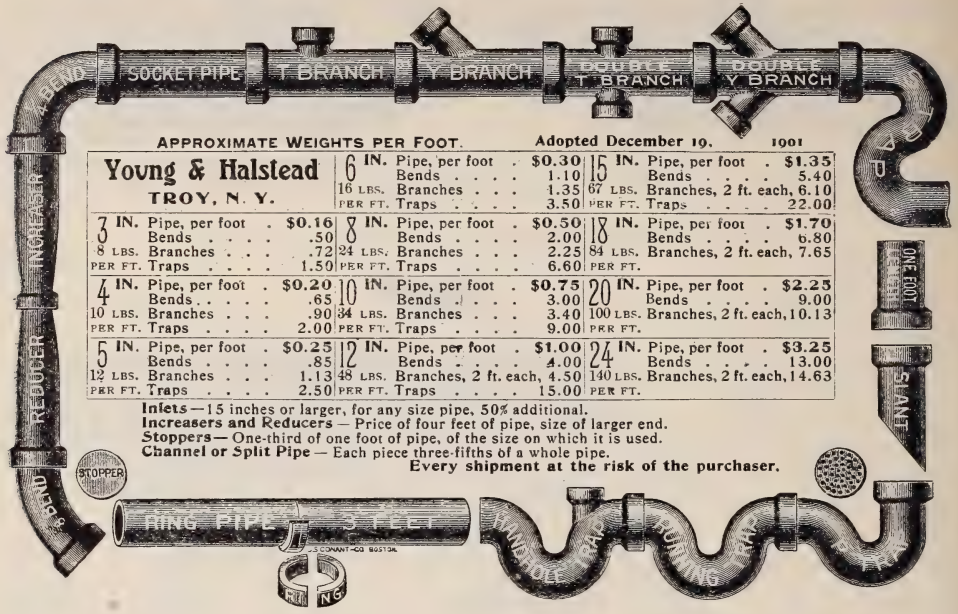 ¼ BEND
SOCKET PIPE
T BRANCH
Y BRANCH
DOUBLE
T BRANCH
DOUBLE
Y BRANCH
S TRAP
APPROXIMATE WEIGHTS PER FOOT.
Adopted December 19, 1901
Young & Halstead
TROY, N. Y.
3 IN. Pipe, per foot . $0.16
Bends . . . . .50
8 LBS. Branches . . . .72
PER FT. Traps . . . . 1.50
4 IN. Pipe, per foot . $0.20
Bends . . . . .65
10 LBS. Branches . . . .90
PER FT. Traps . . . . 2.00
5 IN. Pipe, per foot . $0.25
Bends . . . . .85
12 LBS. Branches . . . 1.13
PER FT. Traps . . . . 2.50
6 IN. Pipe, per foot . $0.30
Bends . . . . 1.10
16 LBS. Branches . . . 1.35
PER FT. Traps . . . . 3.50
8 IN. Pipe, per foot . $0.50
Bends . . . . 2.00
24 LBS. Branches . . . 2.25
PER FT. Traps . . . . 6.60
10 IN. Pipe, per foot . $0.75
Bends . . . . 3.00
34 LBS. Branches . . . 3.40
PER FT. Traps . . . . 9.00
12 IN. Pipe, per foot . $1.00
Bends . . . . 4.00
48 LBS. Branches, 2 ft. each, 4.50
PER FT. Traps . . . . 15.00
15 IN. Pipe, per foot . $1.35
Bends . . . . 5.40
67 LBS. Branches, 2 ft. each, 6.10
PER FT. Traps . . . . 22.00
18 IN. Pipe, per foot . $1.70
Bends . . . . 6.80
84 LBS. Branches, 2 ft. each, 7.65
PER FT.
20 IN. Pipe, per foot . $2.25
Bends . . . . 9.00
100 LBS. Branches, 2 ft. each, 10.13
PER FT.
24 IN. Pipe, per foot . $3.25
Bends . . . . 13.00
140 LBS. Branches, 2 ft. each, 14.63
PER FT.
Inlets — 15 inches or larger, for any size pipe, 50% additional.
Increasers and Reducers — Price of four feet of pipe, size of larger end.
Stoppers — One-third of one foot of pipe, of the size on which it is used.
Channel or Split Pipe — Each piece three-fifths of a whole pipe.
Every shipment at the risk of the purchaser.
INCREASER
REDUCER
⅛ BEND
STOPPER
ONE FOOT
SLANT
RING PIPE 3 FEET
CONANT-CO BOSTON
RING
HANDHOLE TRAP
RUNNING TRAP